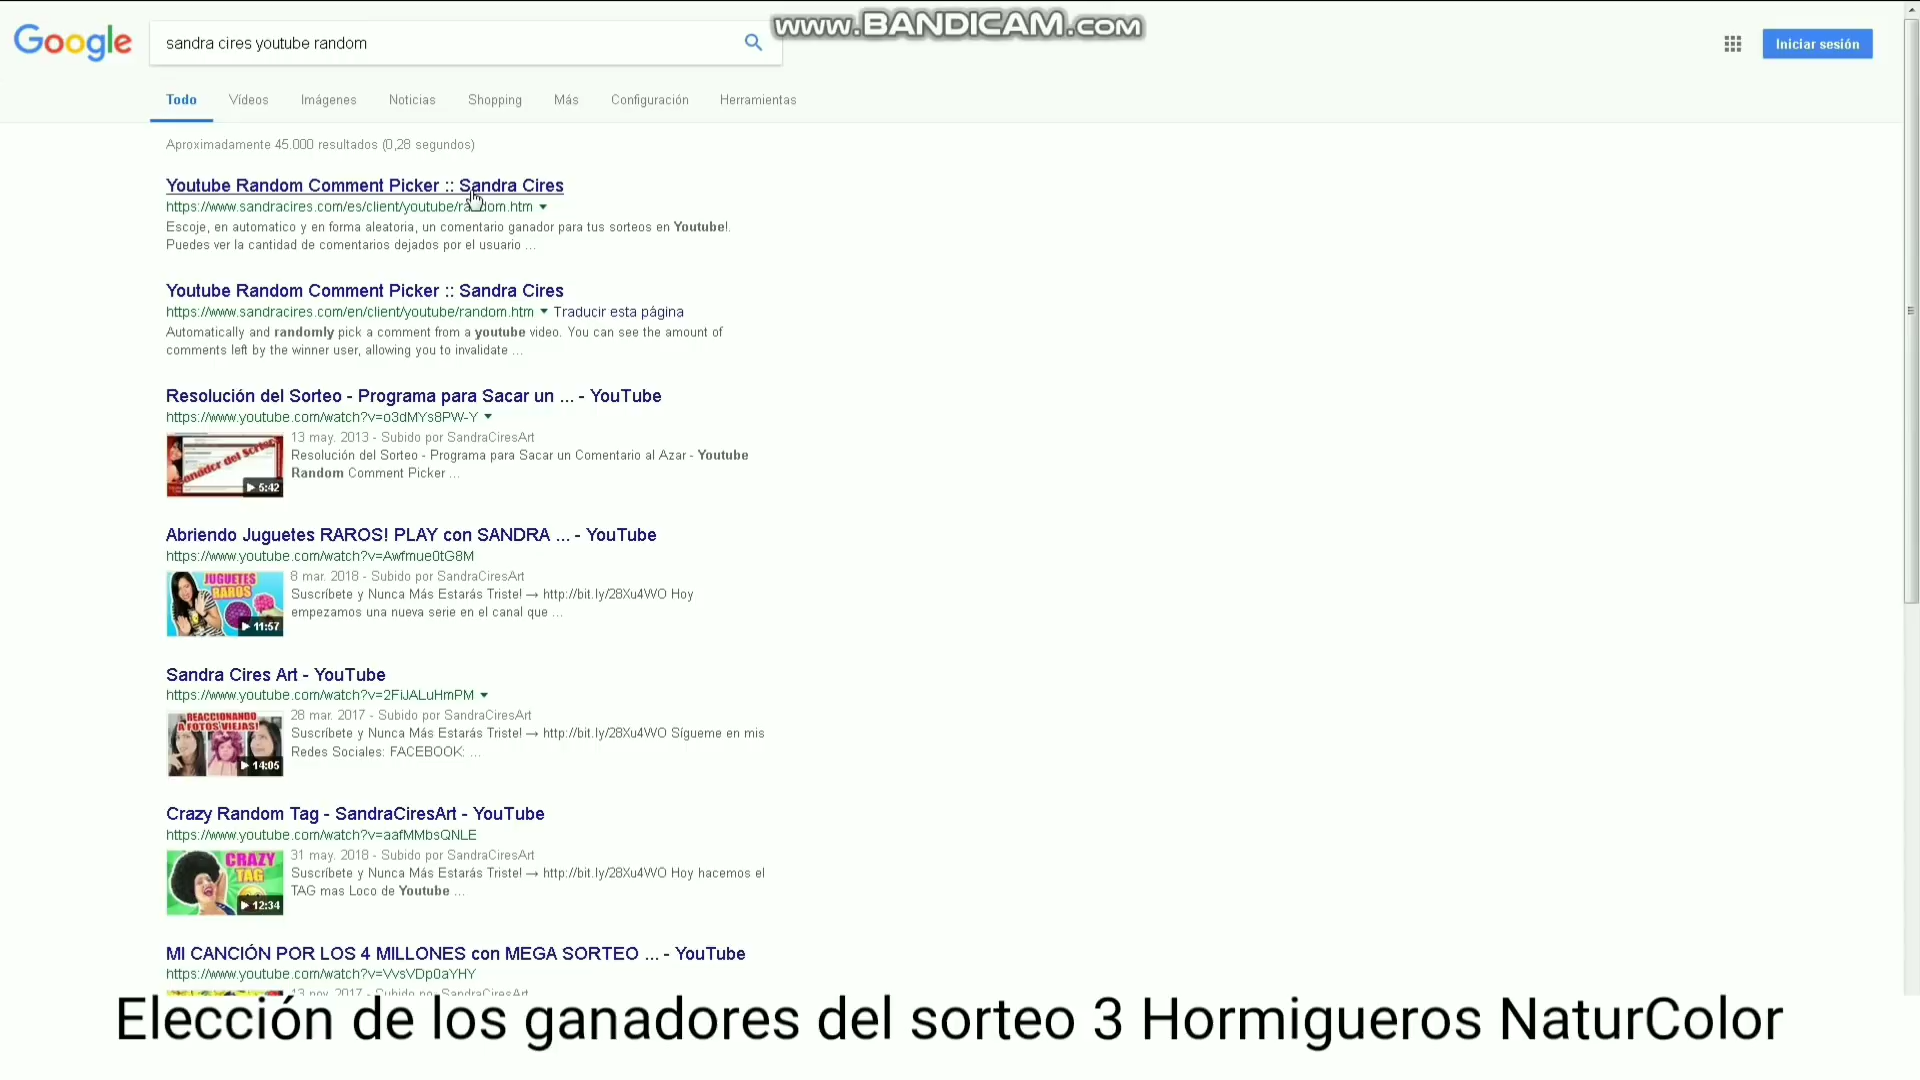 www.BANDICAM.com
Google
sandra cires youtube random
Iniciar sesión
Todo Vídeos Imágenes Noticias Shopping Más Configuración Herramientas
Aproximadamente 45.000 resultados (0,28 segundos)
Youtube Random Comment Picker :: Sandra Cires
https://www.sandracires.com/es/client/youtube/random.htm
Escoje, en automatico y en forma aleatoria, un comentario ganador para tus sorteos en Youtube!.
Puedes ver la cantidad de comentarios dejados por el usuario ...
Youtube Random Comment Picker :: Sandra Cires
https://www.sandracires.com/en/client/youtube/random.htm Traducir esta página
Automatically and randomly pick a comment from a youtube video. You can see the amount of
comments left by the winner user, allowing you to invalidate ...
Resolución del Sorteo - Programa para Sacar un ... - YouTube
https://www.youtube.com/watch?v=o3dMYs8PW-Y
13 may. 2013 - Subido por SandraCiresArt
Resolución del Sorteo - Programa para Sacar un Comentario al Azar - Youtube
Random Comment Picker ...
5:42
Abriendo Juguetes RAROS! PLAY con SANDRA ... - YouTube
https://www.youtube.com/watch?v=Awfmue0tG8M
JUGUETES
RAROS
11:57
8 mar. 2018 - Subido por SandraCiresArt
Suscríbete y Nunca Más Estarás Triste! → http://bit.ly/28Xu4WO Hoy
empezamos una nueva serie en el canal que ...
Sandra Cires Art - YouTube
https://www.youtube.com/watch?v=2FiJALuHmPM
REACCIONANDO
A FOTOS VIEJAS!
14:05
28 mar. 2017 - Subido por SandraCiresArt
Suscríbete y Nunca Más Estarás Triste! → http://bit.ly/28Xu4WO Sígueme en mis
Redes Sociales: FACEBOOK: ...
Crazy Random Tag - SandraCiresArt - YouTube
https://www.youtube.com/watch?v=aafMMbsQNLE
CRAZY
TAG
12:34
31 may. 2018 - Subido por SandraCiresArt
Suscríbete y Nunca Más Estarás Triste! → http://bit.ly/28Xu4WO Hoy hacemos el
TAG mas Loco de Youtube ...
MI CANCIÓN POR LOS 4 MILLONES con MEGA SORTEO ... - YouTube
https://www.youtube.com/watch?v=VvsVDp0aYHY
13 nov. 2017 - Subido por SandraCiresArt
Elección de los ganadores del sorteo 3 Hormigueros NaturColor